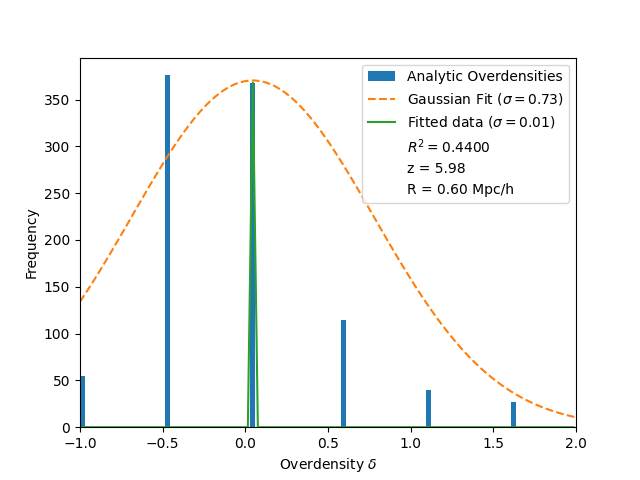 Analytic Overdensities
Gaussian Fit (σ = 0.73)
Fitted data (σ = 0.01)
R² = 0.4400
z = 5.98
R = 0.60 Mpc/h
Frequency
350
300
250
200
150
100
50
0
−1.0 −0.5 0.0 0.5 1.0 1.5 2.0
Overdensity δ